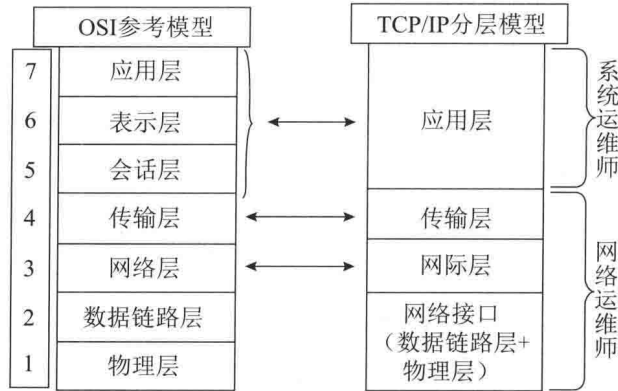 OSI参考模型
7 应用层
6 表示层
5 会话层
4 传输层
3 网络层
2 数据链路层
1 物理层
TCP/IP分层模型
应用层
传输层
网际层
网络接口
（数据链路层+
物理层）
系统运维师
网络运维师